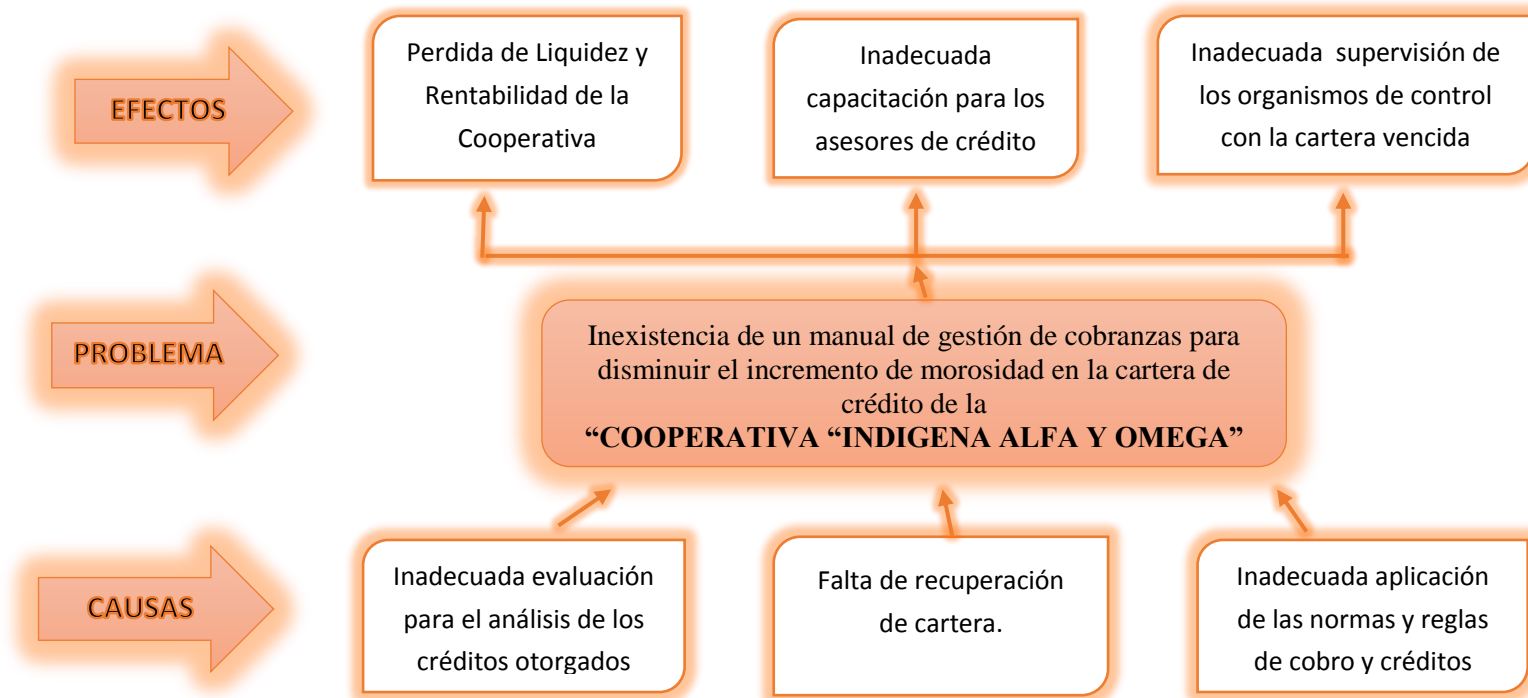 EFECTOS
Perdida de Liquidez y
Rentabilidad de la
Cooperativa
Inadecuada
capacitación para los
asesores de crédito
Inadecuada supervisión de
los organismos de control
con la cartera vencida
PROBLEMA
Inexistencia de un manual de gestión de cobranzas para
disminuir el incremento de morosidad en la cartera de
crédito de la
“COOPERATIVA “INDIGENA ALFA Y OMEGA”
CAUSAS
Inadecuada evaluación
para el análisis de los
créditos otorgados
Falta de recuperación
de cartera.
Inadecuada aplicación
de las normas y reglas
de cobro y créditos